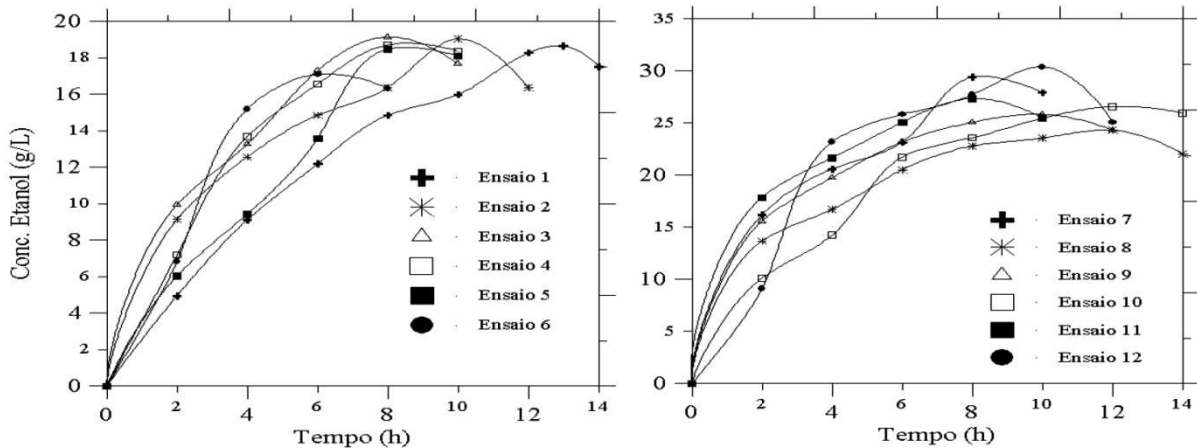 Conc. Etanol (g/L)
20
18
16
14
12
10
8
6
4
2
0
Ensaio 1
Ensaio 2
Ensaio 3
Ensaio 4
Ensaio 5
Ensaio 6
0 2 4 6 8 10 12 14
Tempo (h)
35
30
25
20
15
10
5
0
Ensaio 7
Ensaio 8
Ensaio 9
Ensaio 10
Ensaio 11
Ensaio 12
0 2 4 6 8 10 12 14
Tempo (h)